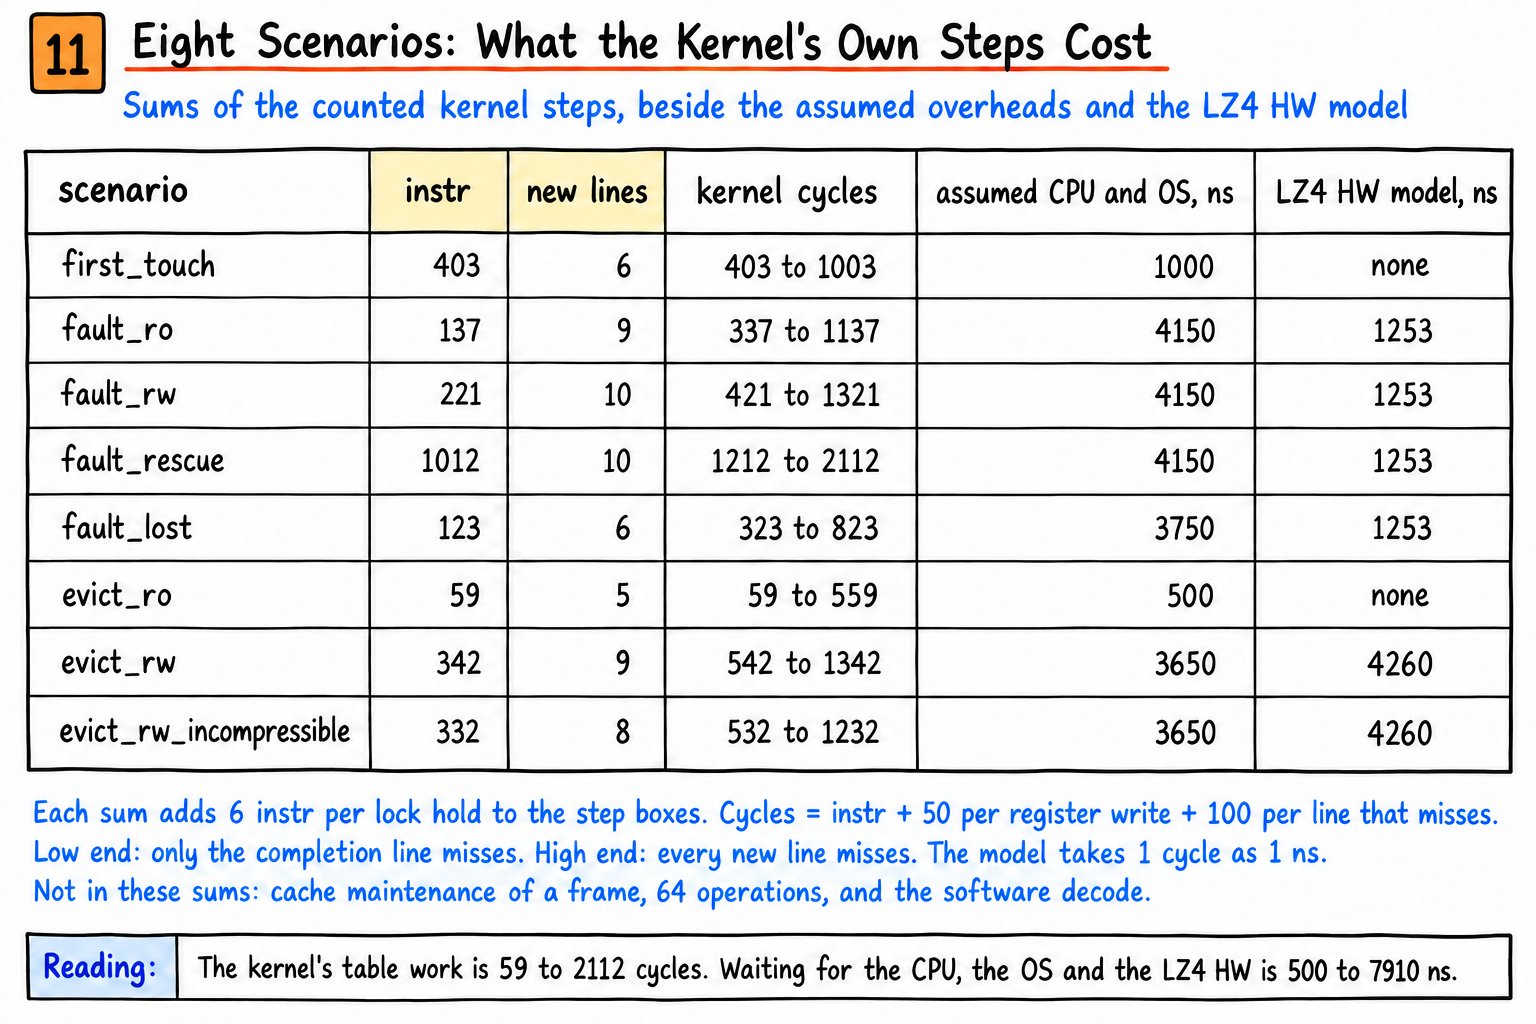 11 Eight Scenarios: What the Kernel's Own Steps Cost
Sums of the counted kernel steps, beside the assumed overheads and the LZ4 HW model
scenario instr new lines kernel cycles assumed CPU and OS, ns LZ4 HW model, ns
first_touch 403 6 403 to 1003 1000 none
fault_ro 137 9 337 to 1137 4150 1253
fault_rw 221 10 421 to 1321 4150 1253
fault_rescue 1012 10 1212 to 2112 4150 1253
fault_lost 123 6 323 to 823 3750 1253
evict_ro 59 5 59 to 559 500 none
evict_rw 342 9 542 to 1342 3650 4260
evict_rw_incompressible 332 8 532 to 1232 3650 4260
Each sum adds 6 instr per lock hold to the step boxes. Cycles = instr + 50 per register write + 100 per line that misses.
Low end: only the completion line misses. High end: every new line misses. The model takes 1 cycle as 1 ns.
Not in these sums: cache maintenance of a frame, 64 operations, and the software decode.
Reading: The kernel's table work is 59 to 2112 cycles. Waiting for the CPU, the OS and the LZ4 HW is 500 to 7910 ns.